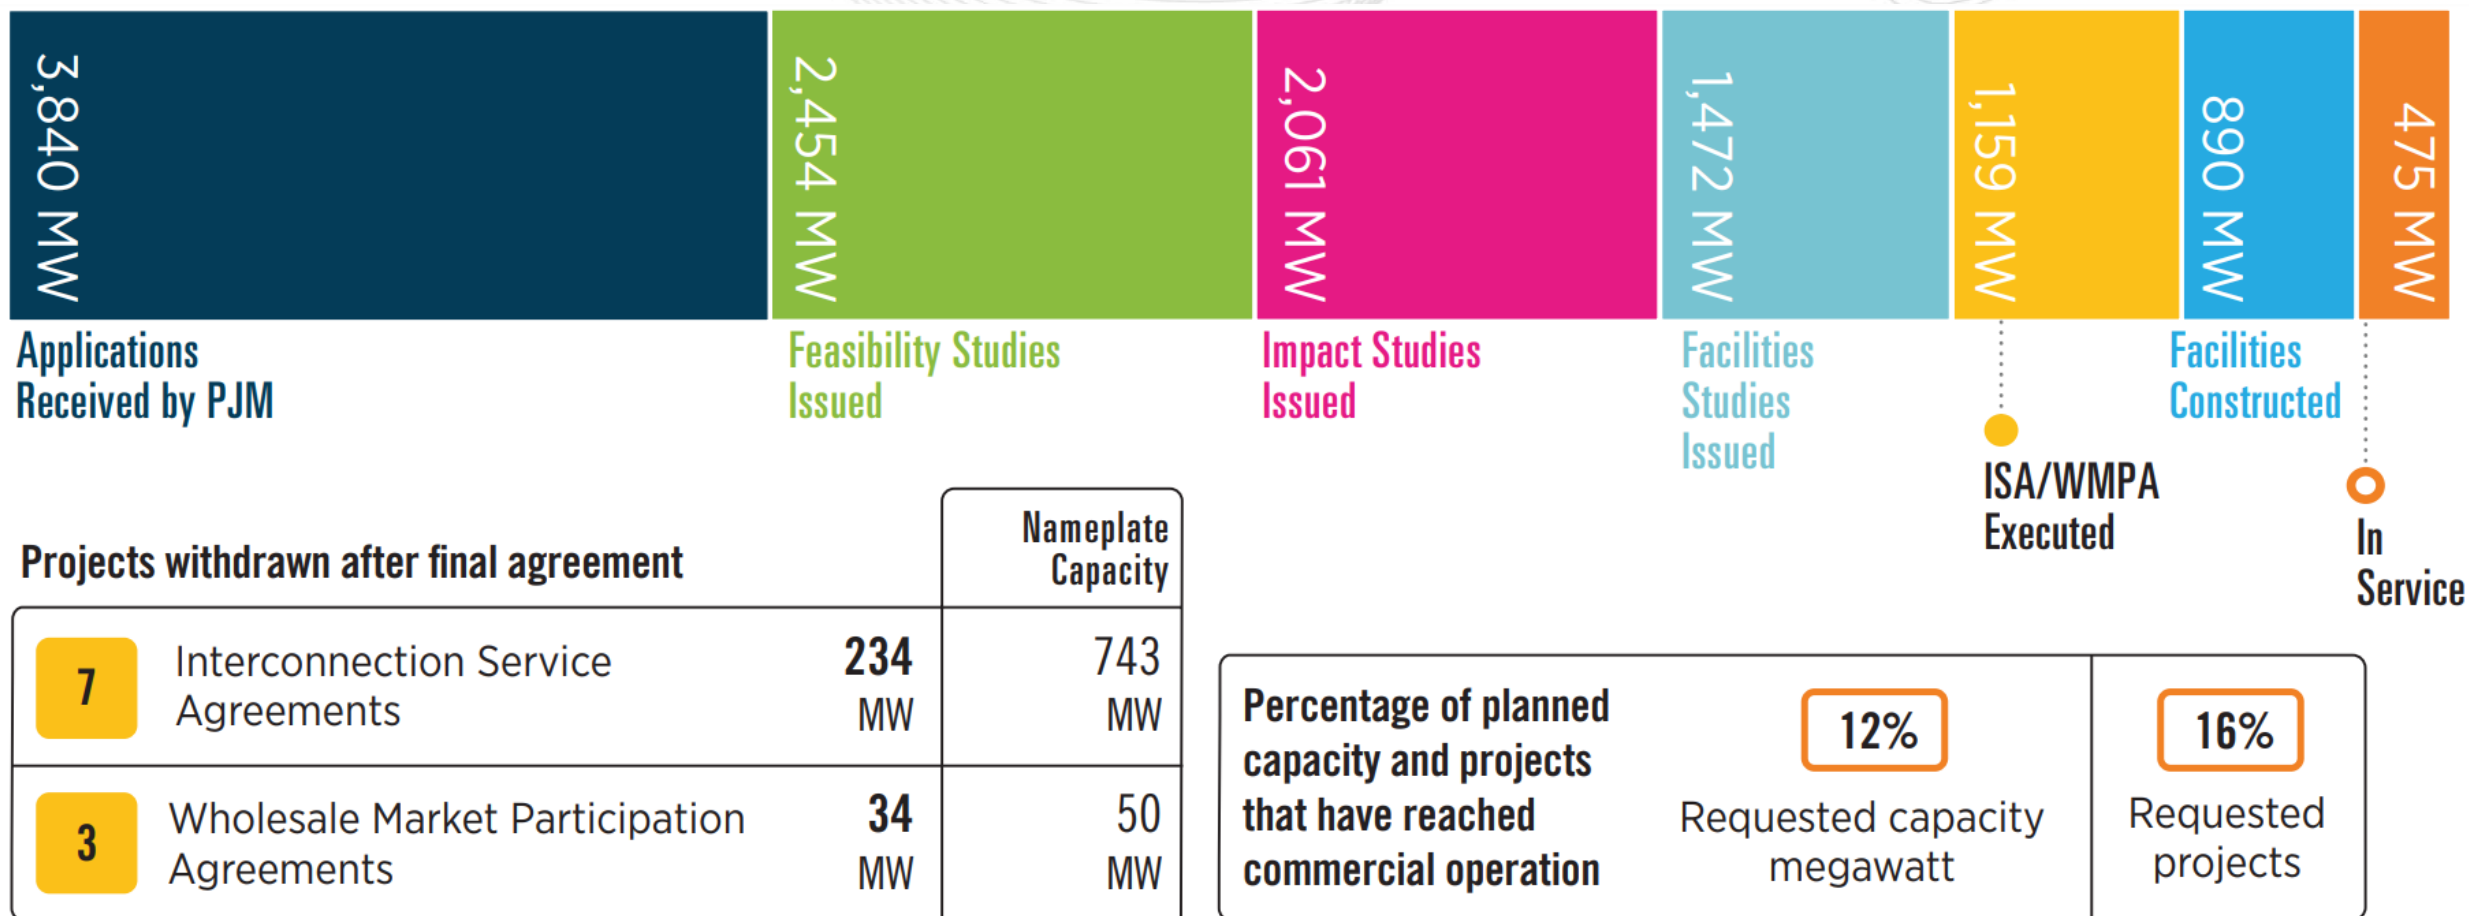 3,840 MW
2,454 MW
2,061 MW
1,472 MW
1,159 MW
890 MW
475 MW
Applications
Received by PJM
Feasibility Studies
Issued
Impact Studies
Issued
Facilities
Studies
Issued
ISA/WMPA
Executed
Facilities
Constructed
In
Service
Projects withdrawn after final agreement
Nameplate
Capacity
7
Interconnection Service
Agreements
234
MW
743
MW
3
Wholesale Market Participation
Agreements
34
MW
50
MW
Percentage of planned
capacity and projects
that have reached
commercial operation
12%
Requested capacity
megawatt
16%
Requested
projects